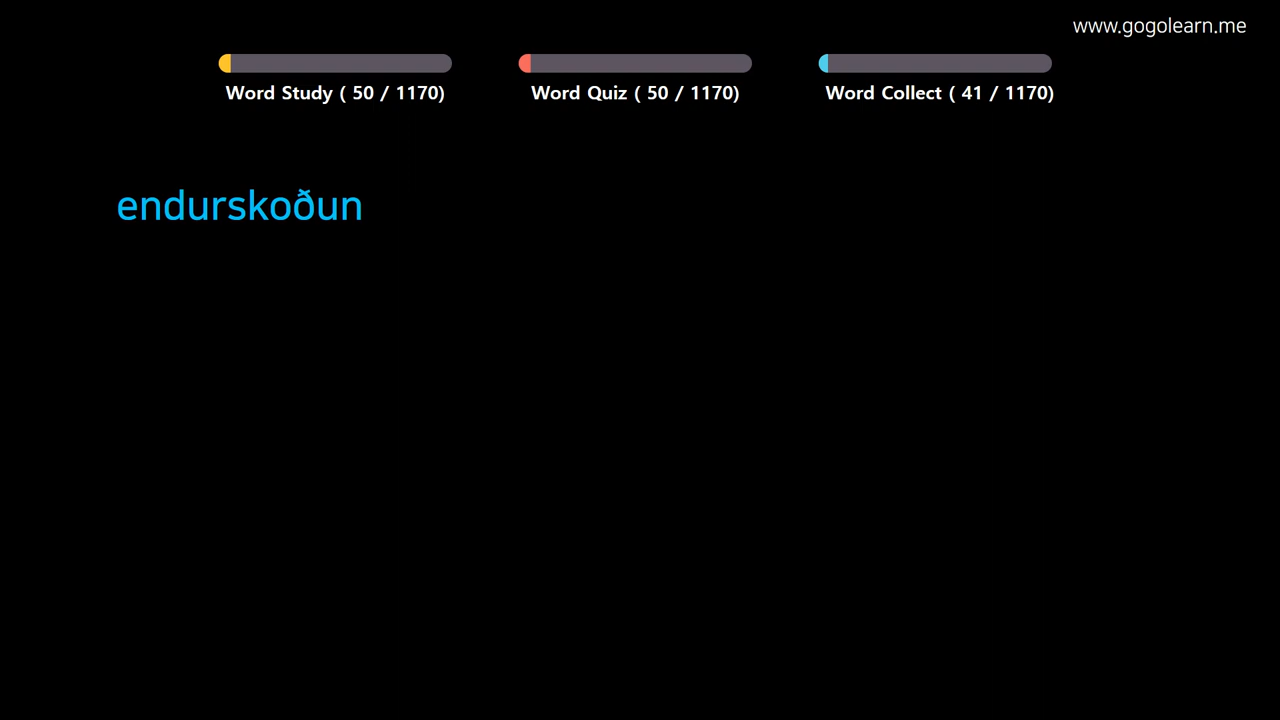 www.gogolearn.me
Word Study ( 50 / 1170)
Word Quiz ( 50 / 1170)
Word Collect ( 41 / 1170)
endurskoðun